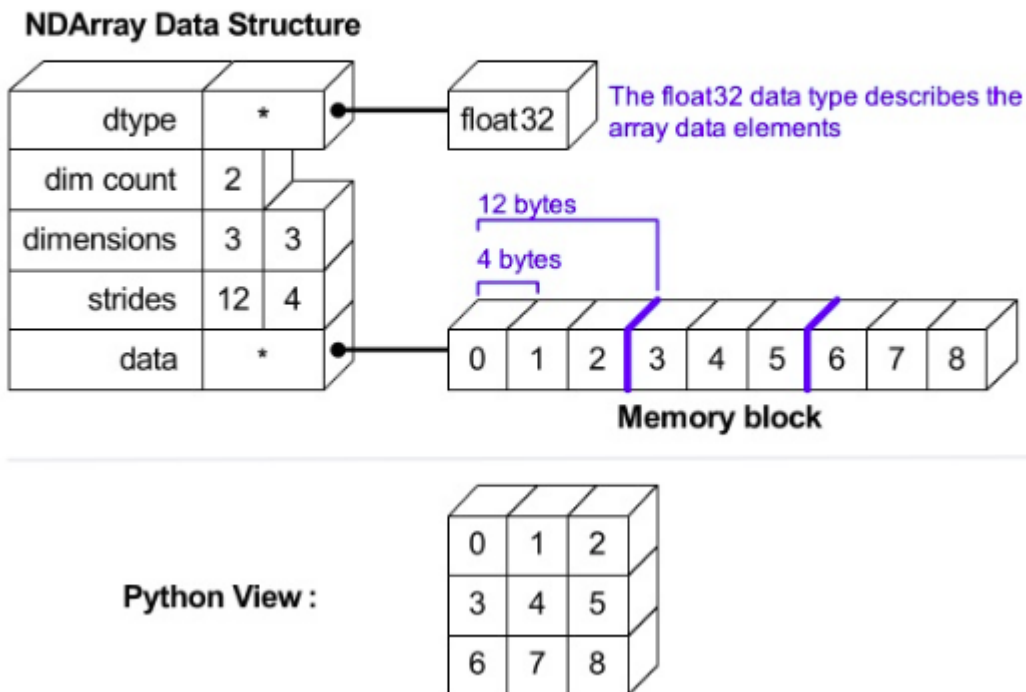 NDArray Data Structure
dtype *
float32
The float32 data type describes the
array data elements
dim count 2
dimensions 3 3
strides 12 4
data *
12 bytes
4 bytes
0 1 2 3 4 5 6 7 8
Memory block
Python View :
0 1 2
3 4 5
6 7 8